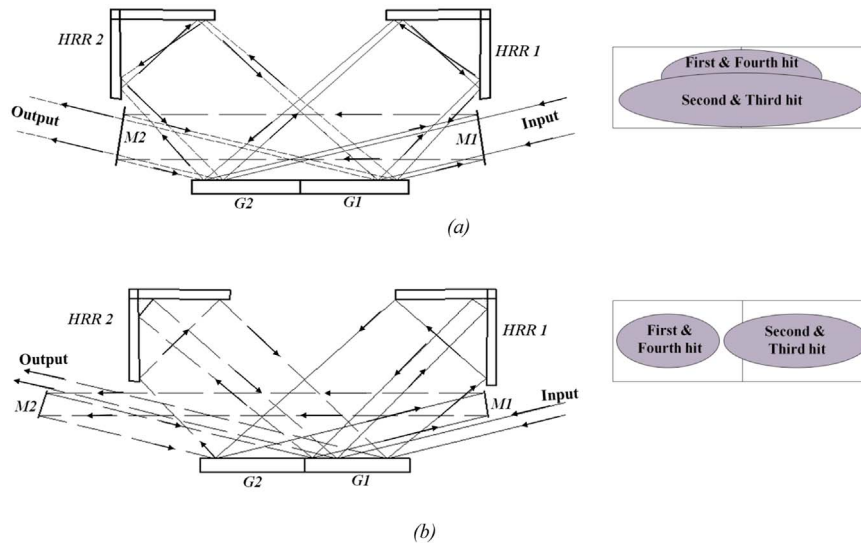 HRR 2
HRR 1
First & Fourth hit
Second & Third hit
Output
M2
M1
Input
G2
G1
(a)
HRR 2
HRR 1
First &
Fourth hit
Second &
Third hit
Output
M2
M1
Input
G2
G1
(b)